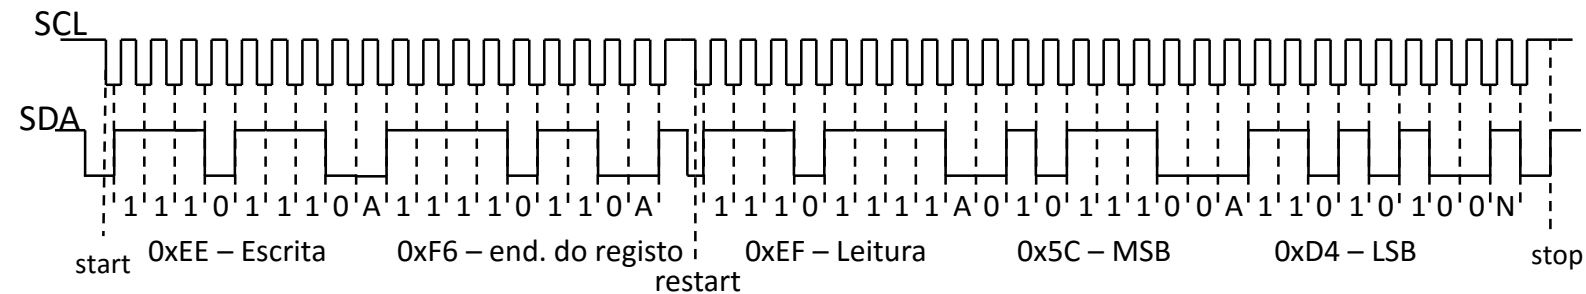 SCL
SDA
1 1 1 0 1 1 1 0 A 1 1 1 1 0 1 1 0 A 1 1 1 0 1 1 1 1 A 0 1 0 1 1 1 0 0 A 1 1 0 1 0 1 0 0 N
start 0xEE – Escrita 0xF6 – end. do registo restart 0xEF – Leitura 0x5C – MSB 0xD4 – LSB stop